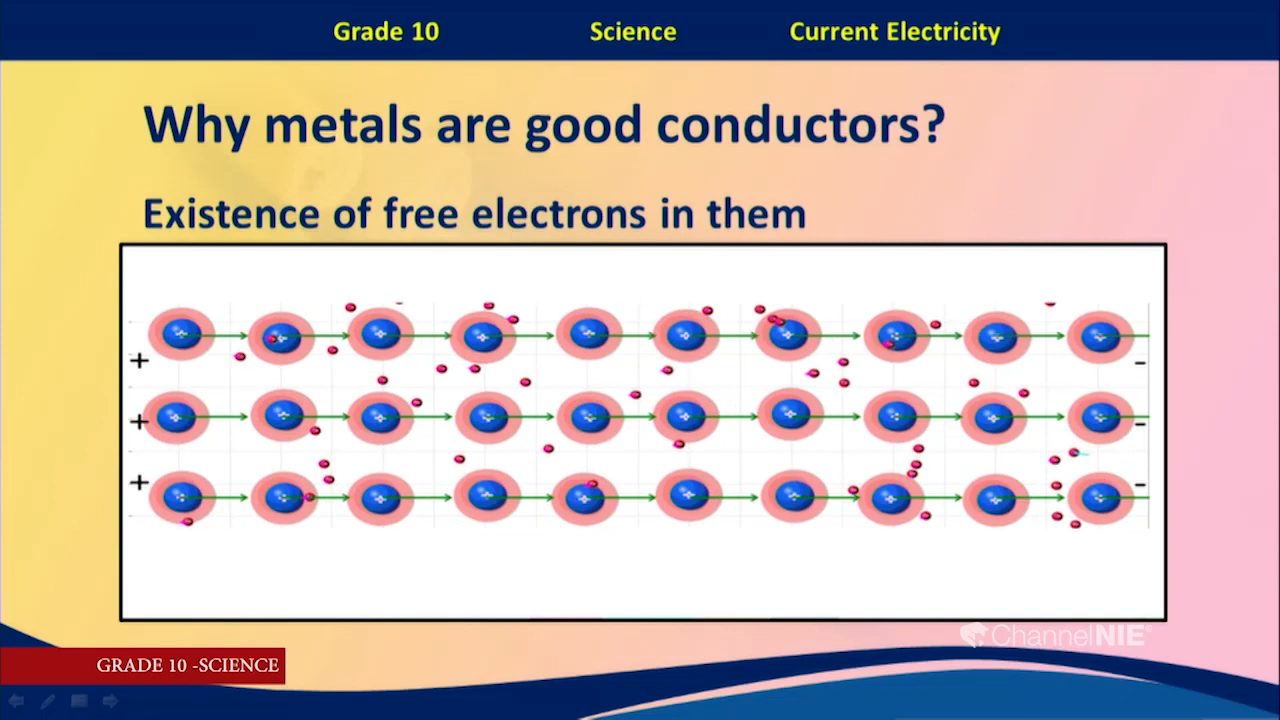 Grade 10 Science Current Electricity
Why metals are good conductors?
Existence of free electrons in them
+ −
+ −
+ −
ChannelNIE
GRADE 10 -SCIENCE